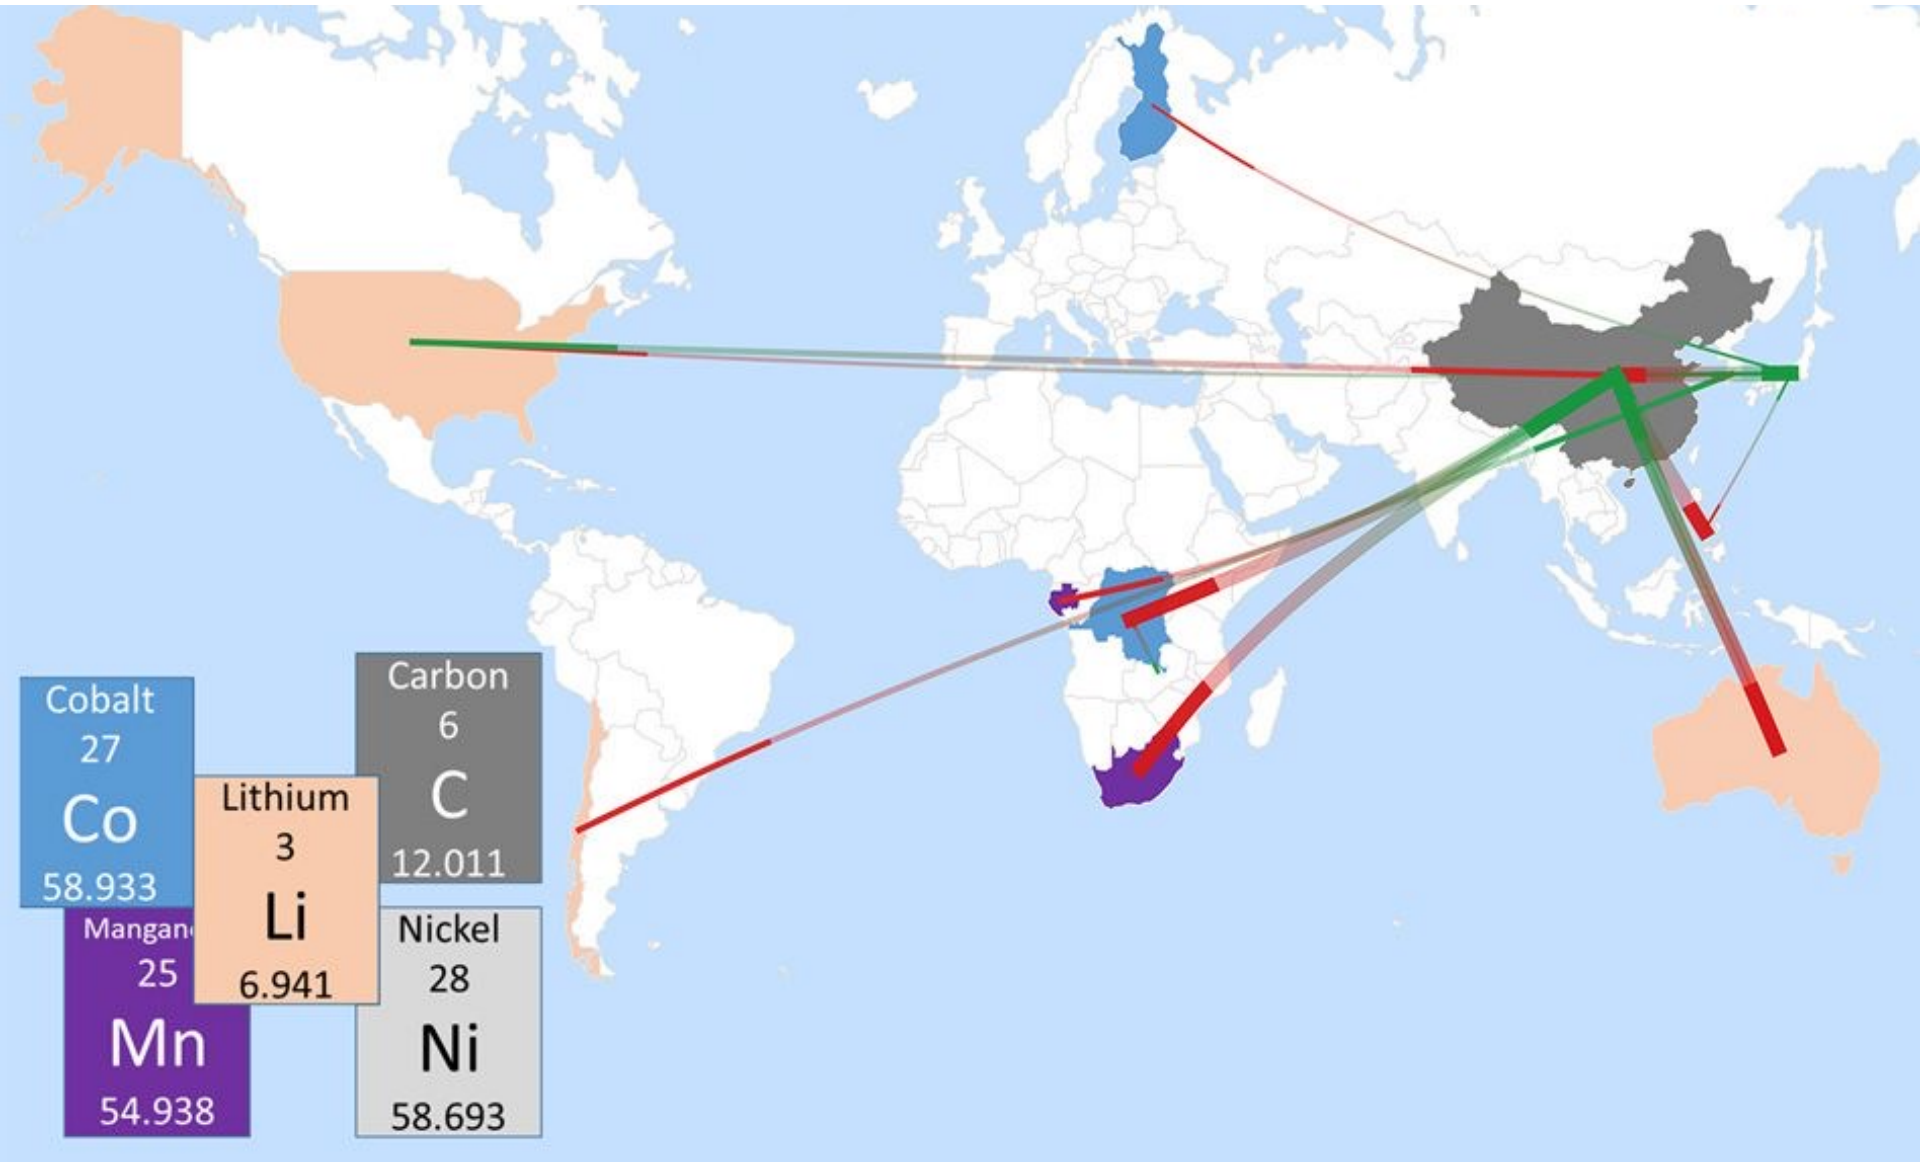 Cobalt
27
Co
58.933
Carbon
6
C
12.011
Lithium
3
Li
6.941
Mangan
25
Mn
54.938
Nickel
28
Ni
58.693